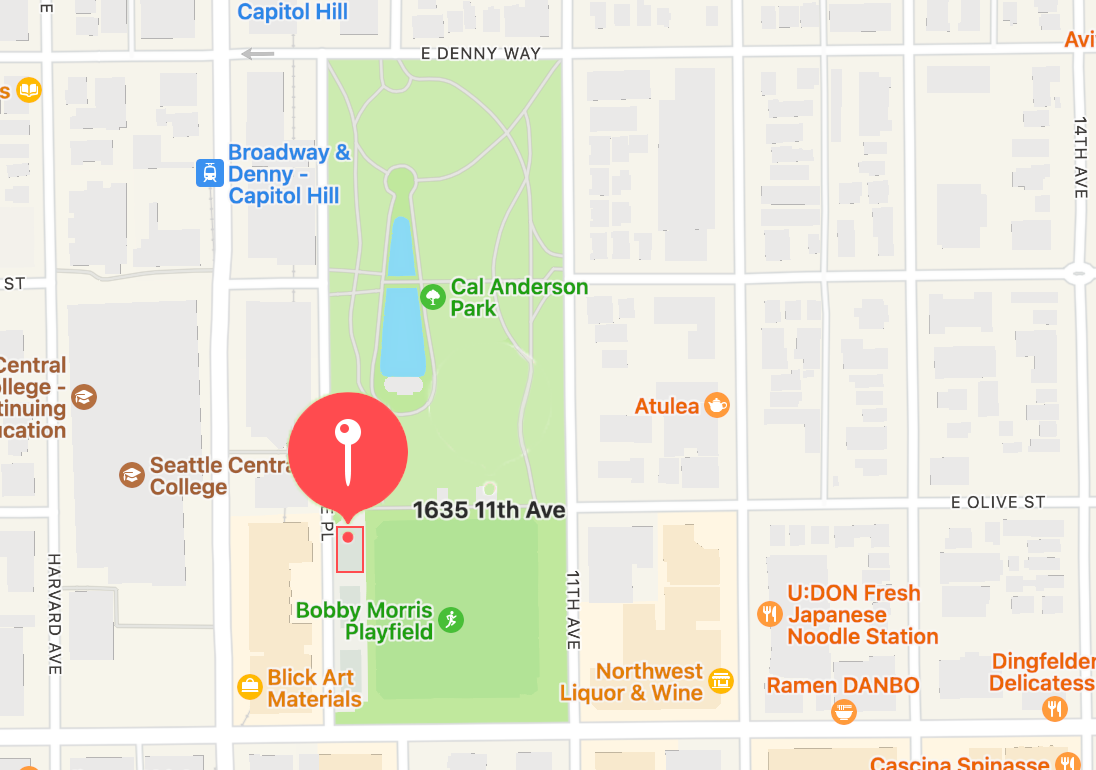 E
Capitol Hill
E DENNY WAY
Avi
s
14TH AVE
Broadway &
Denny -
Capitol Hill
ST
Cal Anderson
Park
Central
ollege -
tinuing
ucation
Atulea
Seattle Centra
College
1635 11th Ave
E OLIVE ST
E PL
HARVARD AVE
11TH AVE
Bobby Morris
Playfield
U:DON Fresh
Japanese
Noodle Station
Blick Art
Materials
Northwest
Liquor & Wine
Ramen DANBO
Dingfelder
Delicatess
Cascina Spinasse